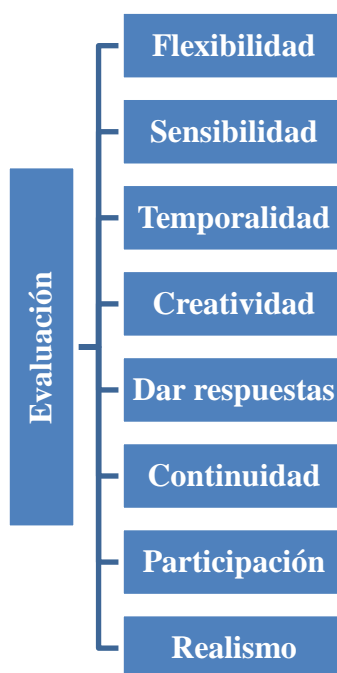 Evaluación
Flexibilidad
Sensibilidad
Temporalidad
Creatividad
Dar respuestas
Continuidad
Participación
Realismo